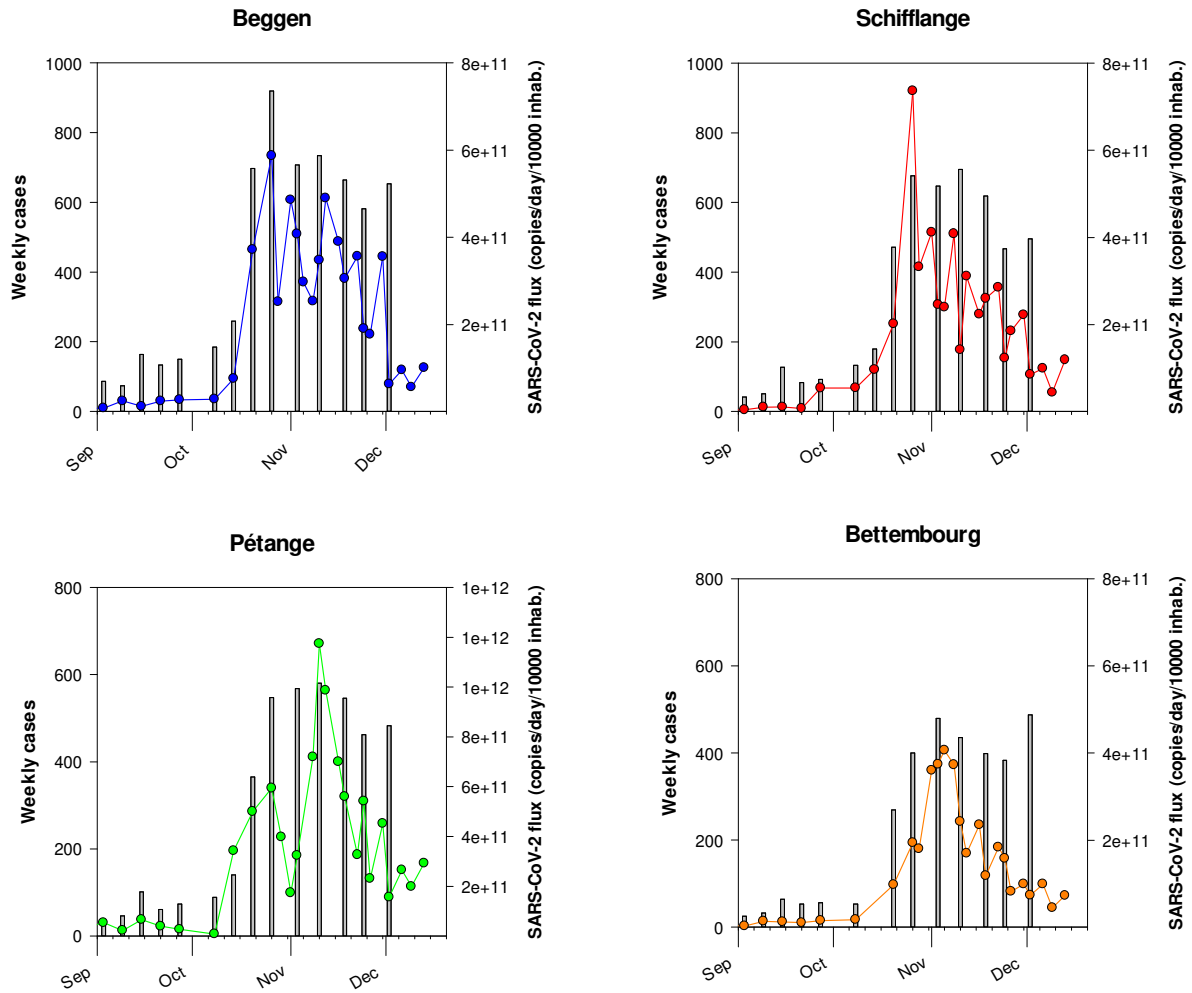 Beggen
1000
800
600
400
200
0
Weekly cases
8e+11
6e+11
4e+11
2e+11
SARS-CoV-2 flux (copies/day/10000 inhab.)
Sep
Oct
Nov
Dec
Schifflange
1000
800
600
400
200
0
Weekly cases
8e+11
6e+11
4e+11
2e+11
SARS-CoV-2 flux (copies/day/10000 inhab.)
Sep
Oct
Nov
Dec
Pétange
800
600
400
200
0
Weekly cases
1e+12
1e+12
1e+12
8e+11
6e+11
4e+11
2e+11
SARS-CoV-2 flux (copies/day/10000 inhab.)
Sep
Oct
Nov
Dec
Bettembourg
800
600
400
200
0
Weekly cases
8e+11
6e+11
4e+11
2e+11
SARS-CoV-2 flux (copies/day/10000 inhab.)
Sep
Oct
Nov
Dec